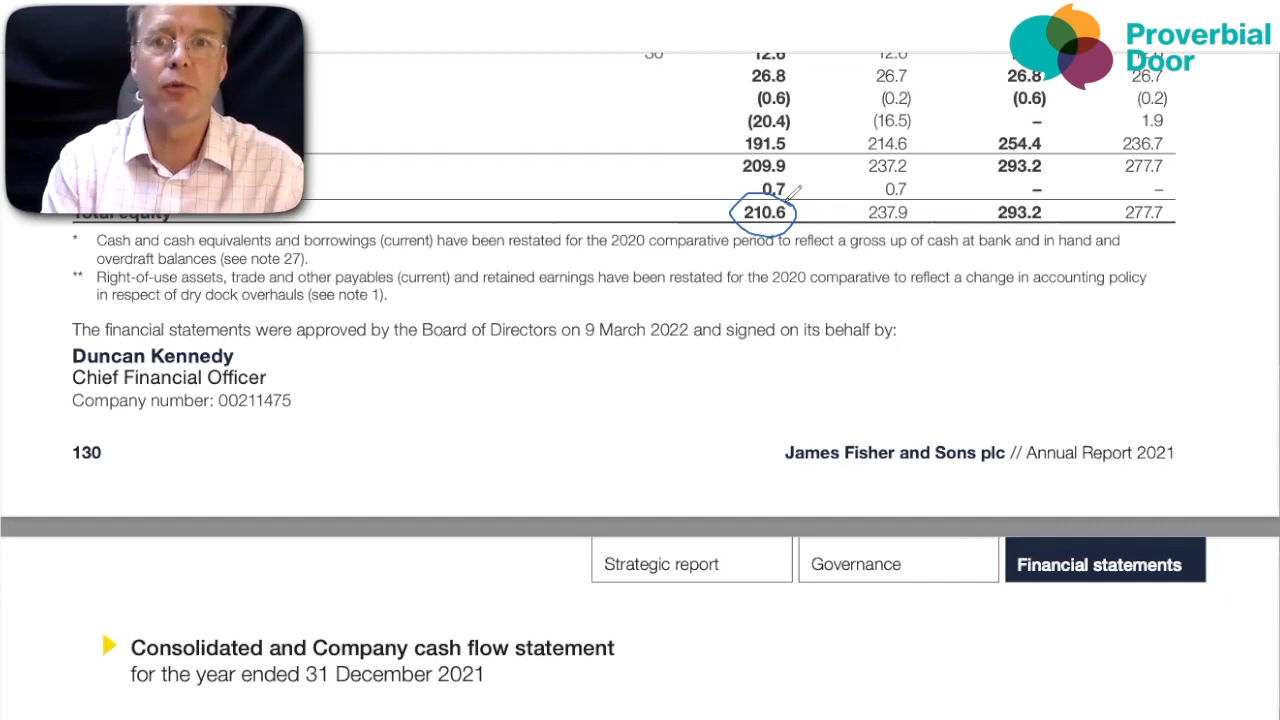 Proverbial
Door
12.6 12.6
26.8 26.7 26.8 26.7
(0.6) (0.2) (0.6) (0.2)
(20.4) (16.5) – 1.9
191.5 214.6 254.4 236.7
209.9 237.2 293.2 277.7
0.7 0.7 – –
Total equity 210.6 237.9 293.2 277.7
* Cash and cash equivalents and borrowings (current) have been restated for the 2020 comparative period to reflect a gross up of cash at bank and in hand and
overdraft balances (see note 27).
** Right-of-use assets, trade and other payables (current) and retained earnings have been restated for the 2020 comparative to reflect a change in accounting policy
in respect of dry dock overhauls (see note 1).
The financial statements were approved by the Board of Directors on 9 March 2022 and signed on its behalf by:
Duncan Kennedy
Chief Financial Officer
Company number: 00211475
130 James Fisher and Sons plc // Annual Report 2021
Strategic report Governance Financial statements
Consolidated and Company cash flow statement
for the year ended 31 December 2021